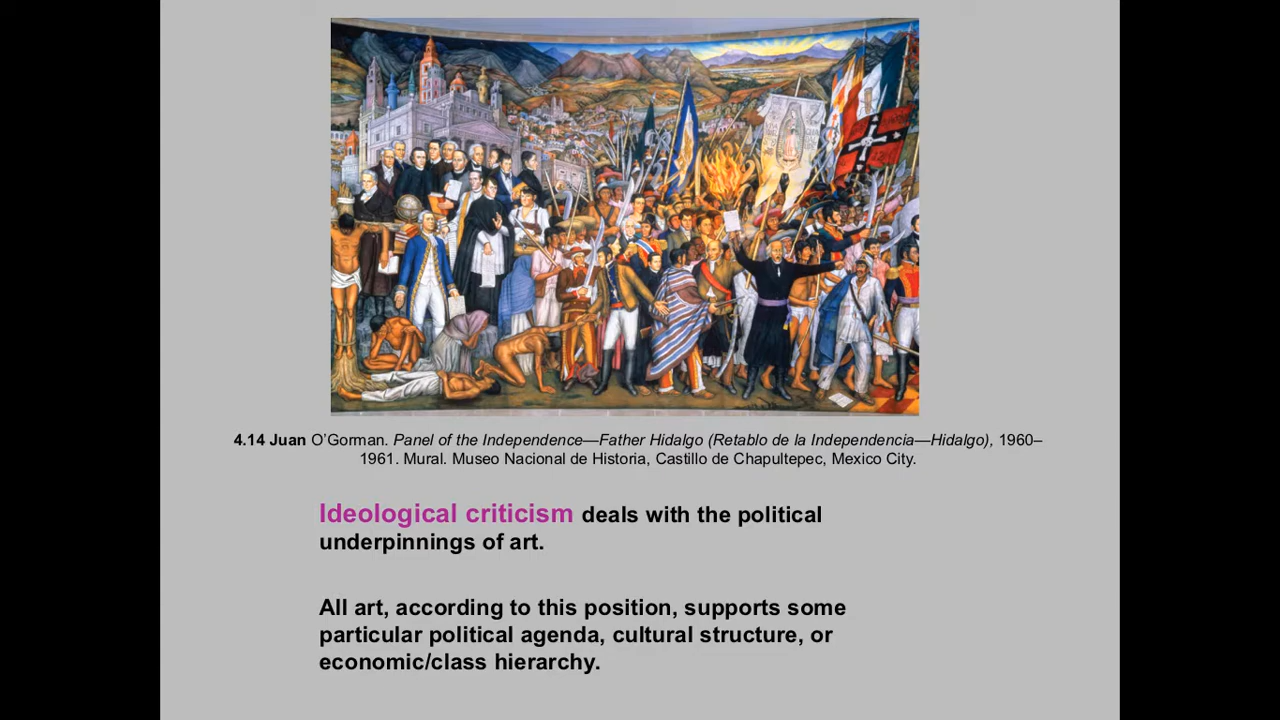 4.14 Juan O’Gorman. Panel of the Independence—Father Hidalgo (Retablo de la Independencia—Hidalgo), 1960–
1961. Mural. Museo Nacional de Historia, Castillo de Chapultepec, Mexico City.
Ideological criticism deals with the political
underpinnings of art.
All art, according to this position, supports some
particular political agenda, cultural structure, or
economic/class hierarchy.